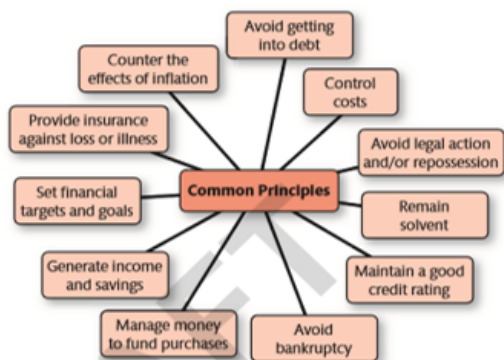 Avoid getting
into debt
Counter the
effects of inflation
Control
costs
Provide insurance
against loss or illness
Avoid legal action
and/or repossession
Common Principles
Set financial
targets and goals
Remain
solvent
Generate income
and savings
Maintain a good
credit rating
Manage money
to fund purchases
Avoid
bankruptcy